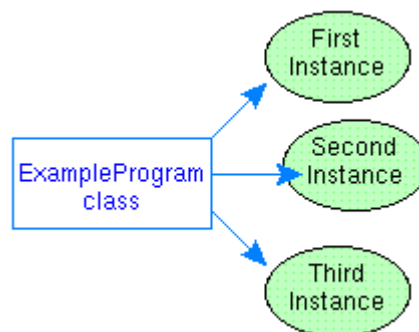 First
Instance
ExampleProgram
class
Second
Instance
Third
Instance